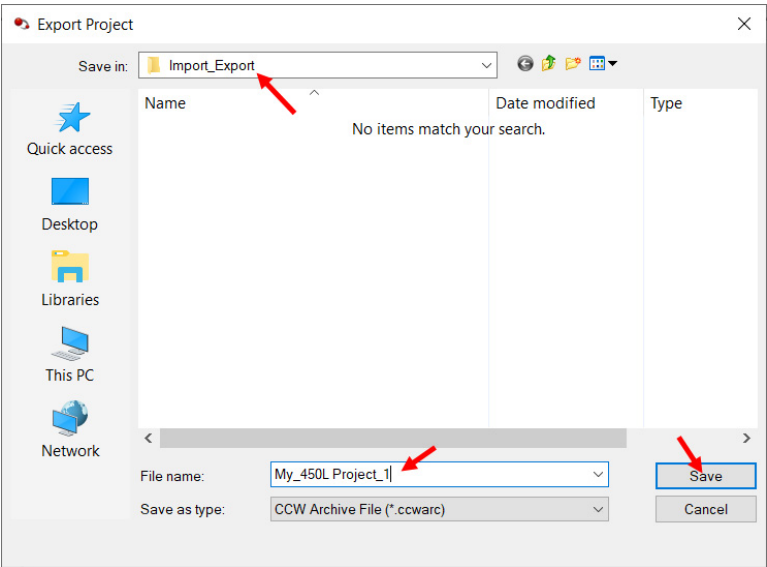 Export Project
Save in: Import_Export
Name Date modified Type
No items match your search.
Quick access
Desktop
Libraries
This PC
Network
File name: My_450L Project_1 Save
Save as type: CCW Archive File (*.ccwarc) Cancel